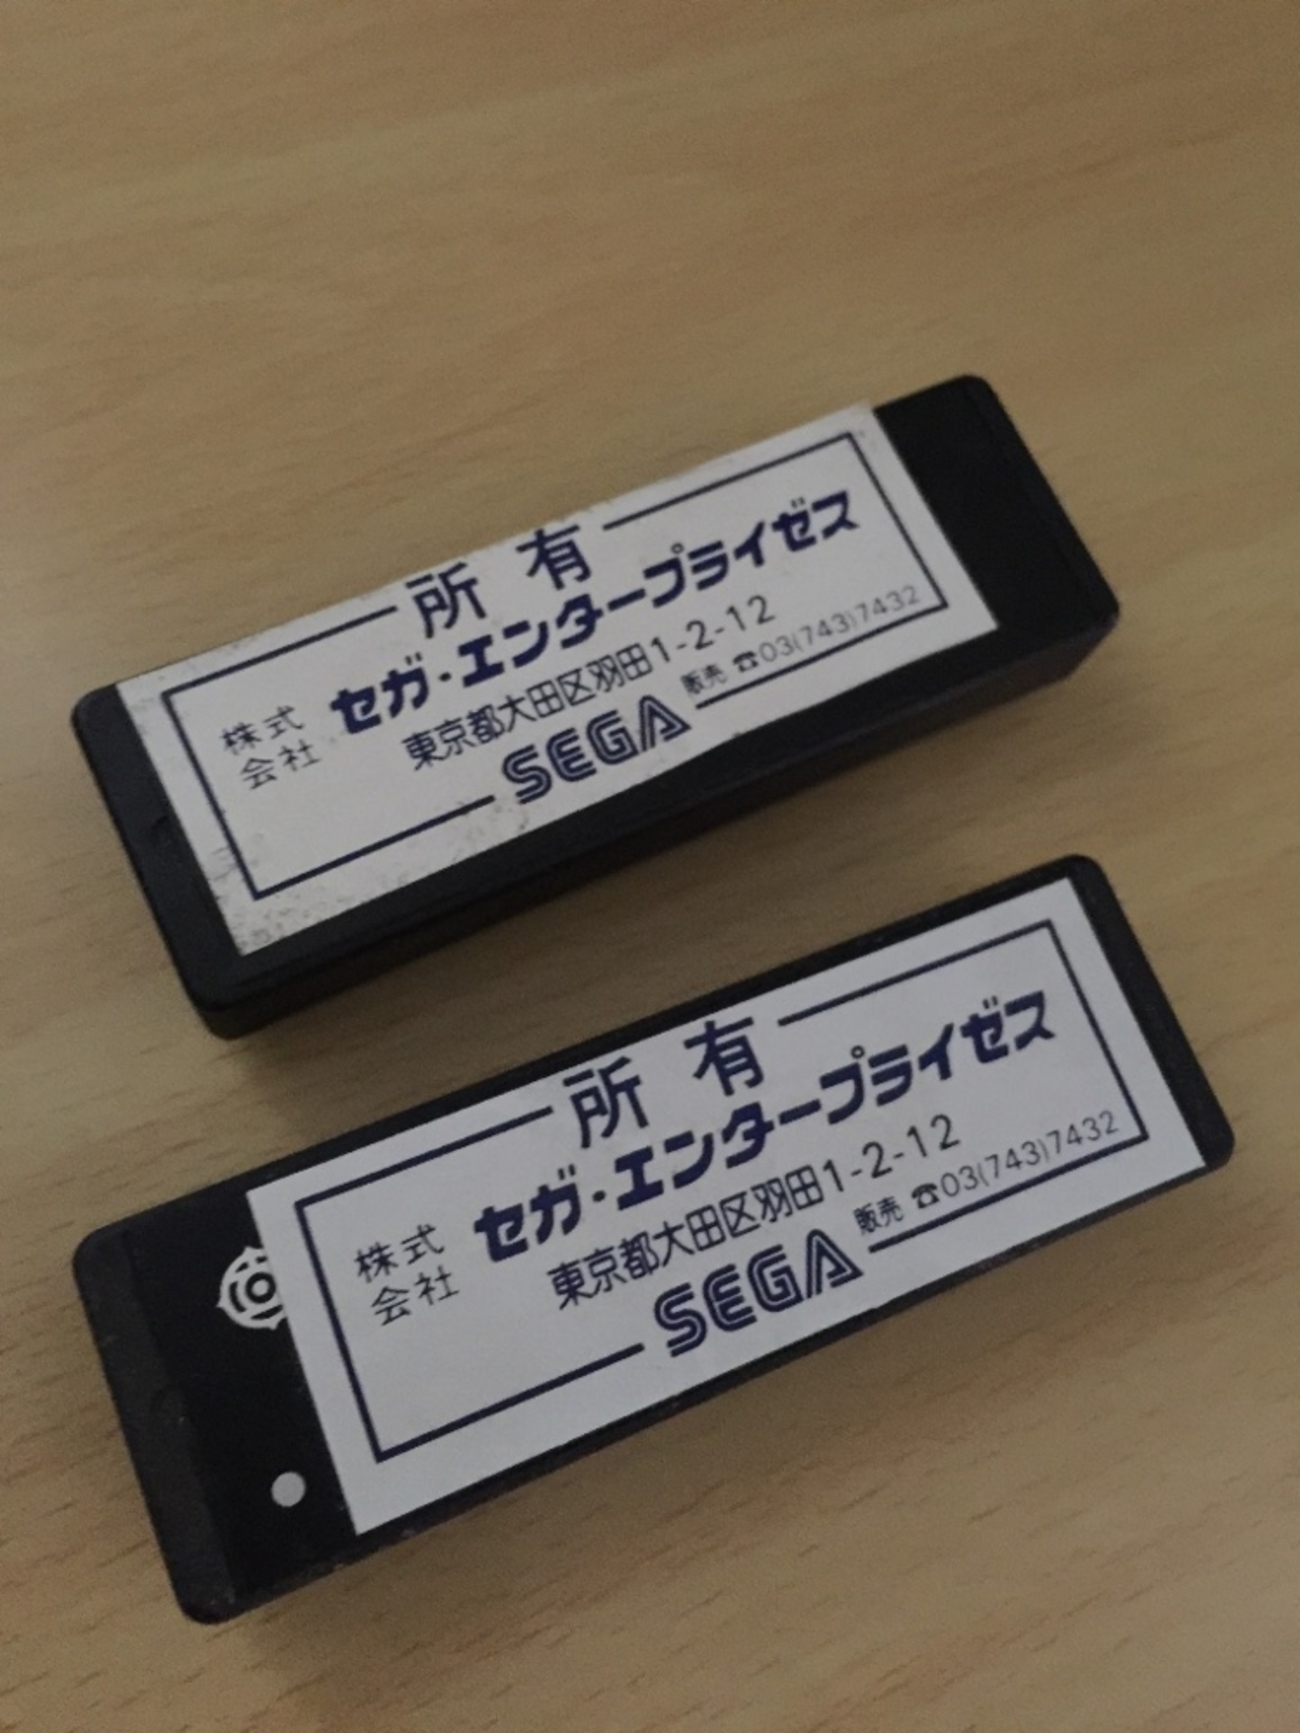 所有
株式会社 セガ・エンタープライゼス
東京都大田区羽田1-2-12
販売 ☎03(743)7432
SEGA
所有
株式会社 セガ・エンタープライゼス
東京都大田区羽田1-2-12
販売 ☎03(743)7432
SEGA